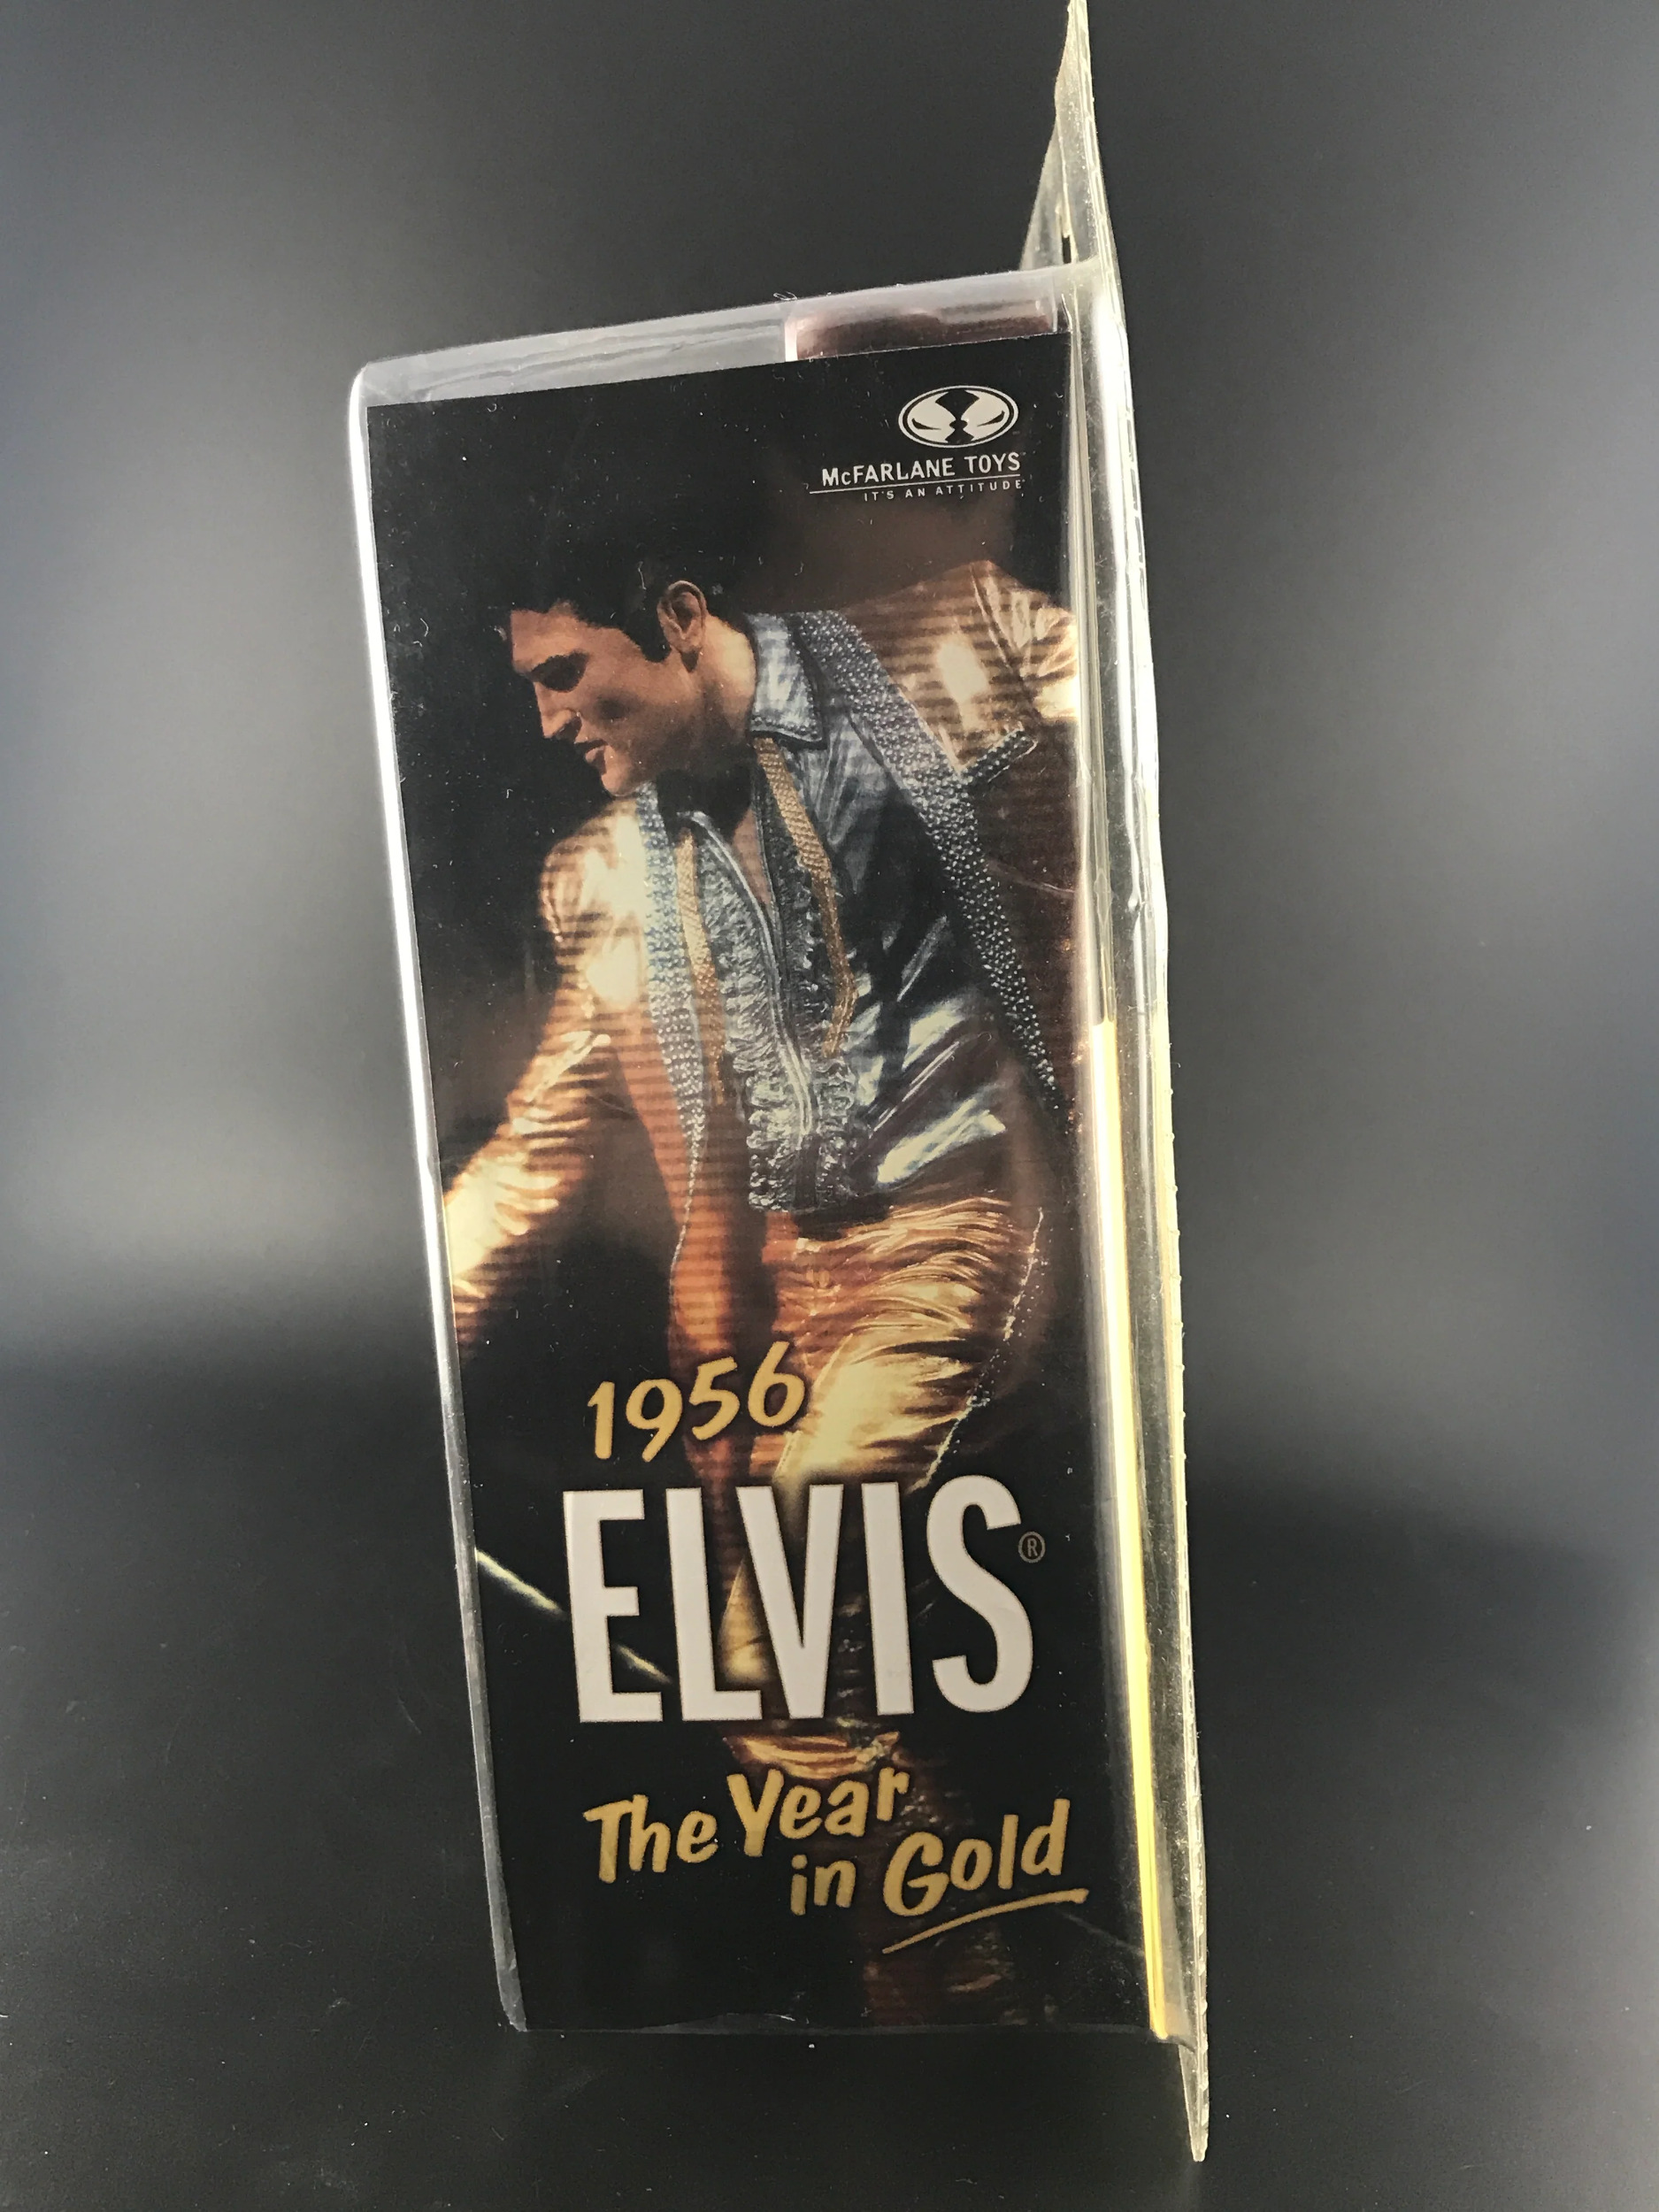 McFARLANE TOYS
IT'S AN ATTITUDE
1956
ELVIS®
The Year
in Gold